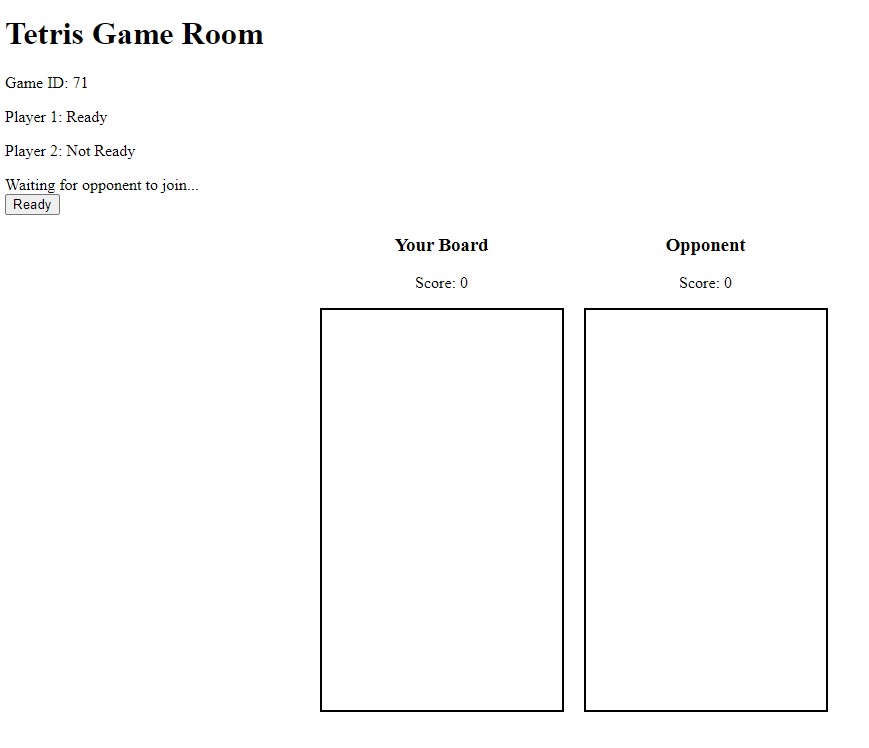 Tetris Game Room
Game ID: 71
Player 1: Ready
Player 2: Not Ready
Waiting for opponent to join...
Ready
Your Board
Score: 0
Opponent
Score: 0